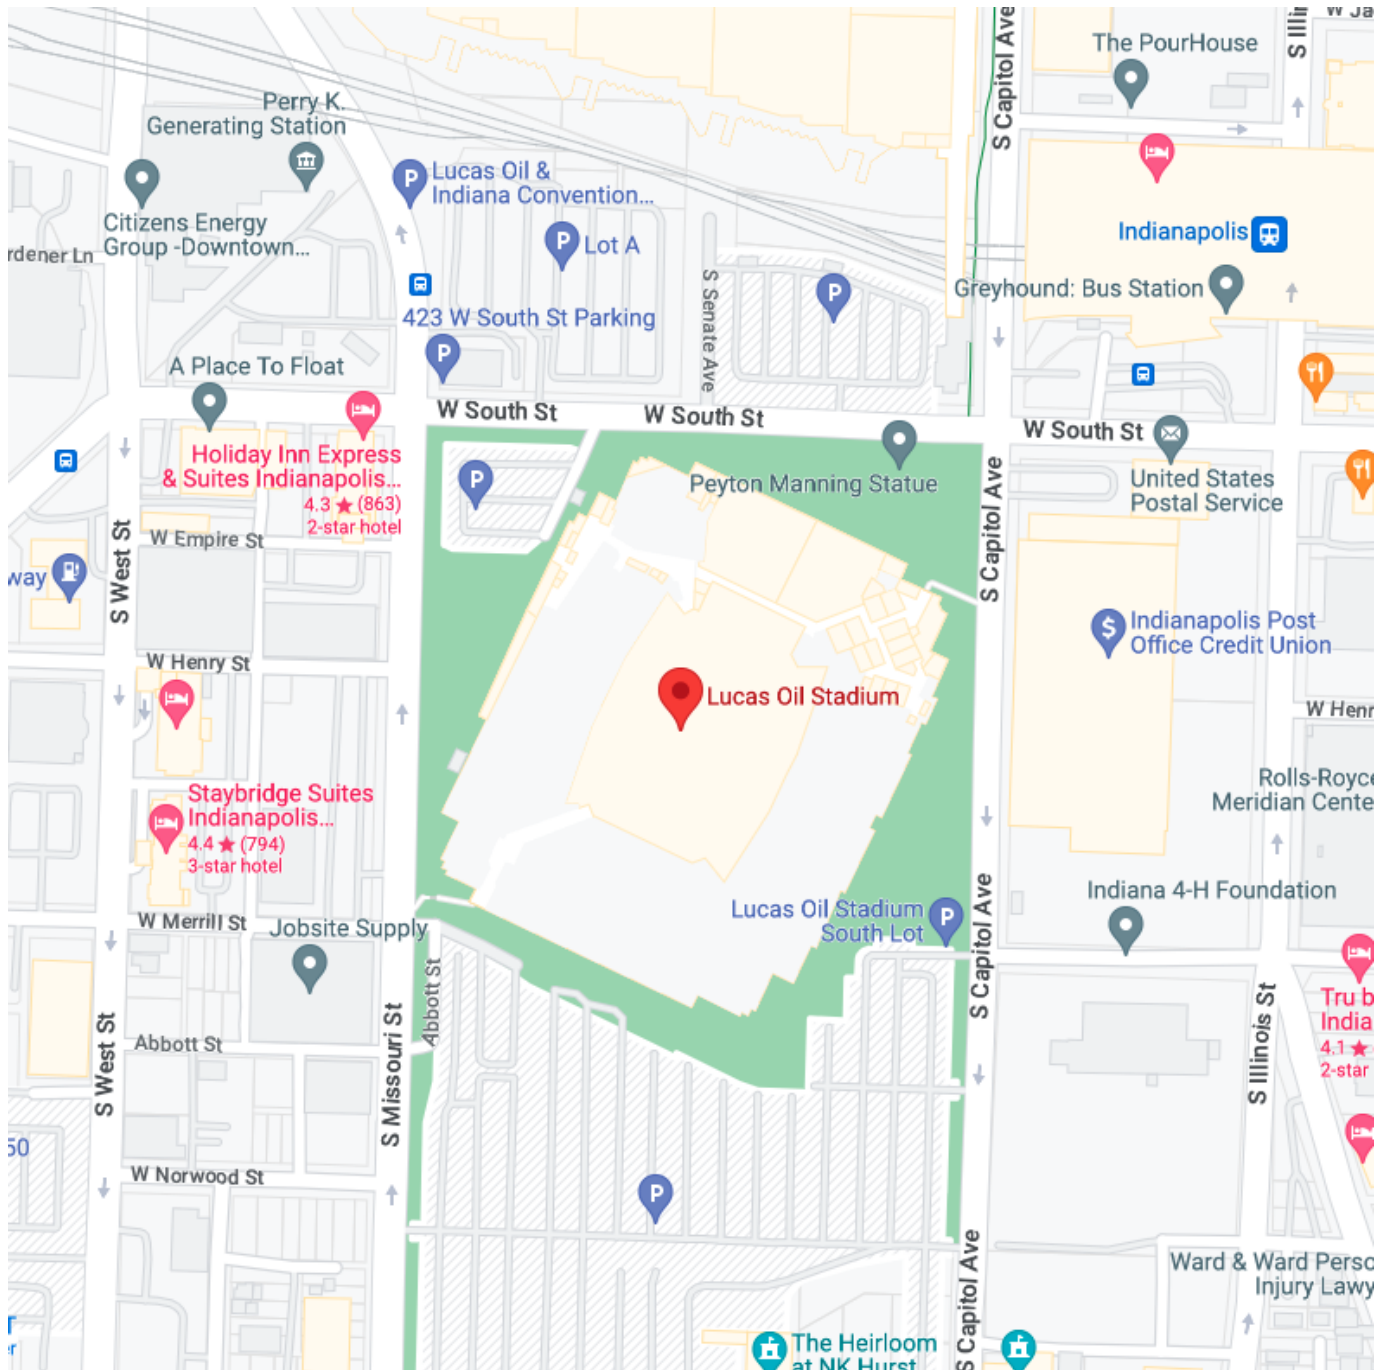 S Capitol Ave
The PourHouse
Perry K.
Generating Station
Lucas Oil &
Indiana Convention...
Citizens Energy
Group -Downtown...
rdener Ln
Lot A
Indianapolis
S Senate Ave
Greyhound: Bus Station
423 W South St Parking
A Place To Float
W South St
W South St
W South St
Holiday Inn Express
& Suites Indianapolis...
4.3 ★ (863)
2-star hotel
Peyton Manning Statue
United States
Postal Service
W Empire St
S West St
S Capitol Ave
way
Indianapolis Post
Office Credit Union
W Henry St
Lucas Oil Stadium
W Henr
Staybridge Suites
Indianapolis...
4.4 ★ (794)
3-star hotel
Rolls-Royce
Meridian Cente
Indiana 4-H Foundation
Lucas Oil Stadium
South Lot
W Merrill St
Jobsite Supply
S Capitol Ave
Abbott St
S Missouri St
S West St
Abbott St
S Illinois St
Tru b
India
4.1 ★
2-star
50
W Norwood St
S Capitol Ave
Ward & Ward Perso
Injury Lawy
The Heirloom
at NK Hurst